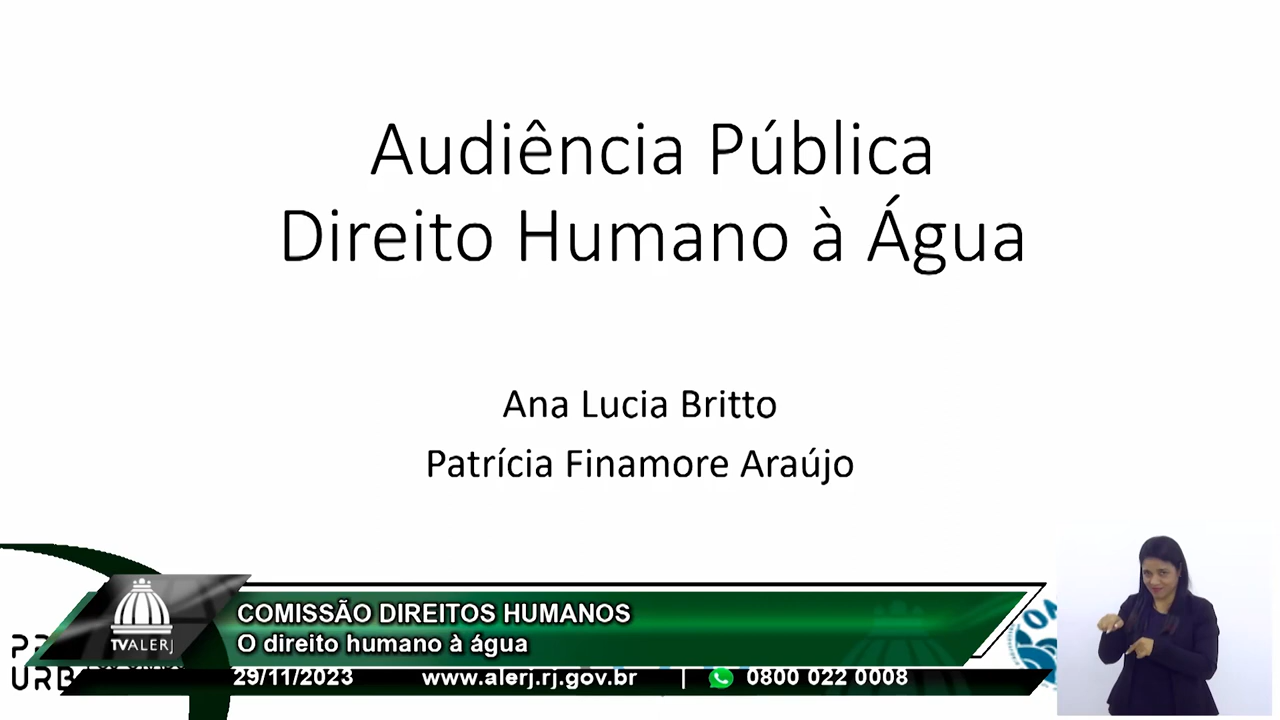 Audiência Pública
Direito Humano à Água
Ana Lucia Britto
Patrícia Finamore Araújo
COMISSÃO DIREITOS HUMANOS
O direito humano à água
TVALERJ
29/11/2023 www.alerj.rj.gov.br | 0800 022 0008